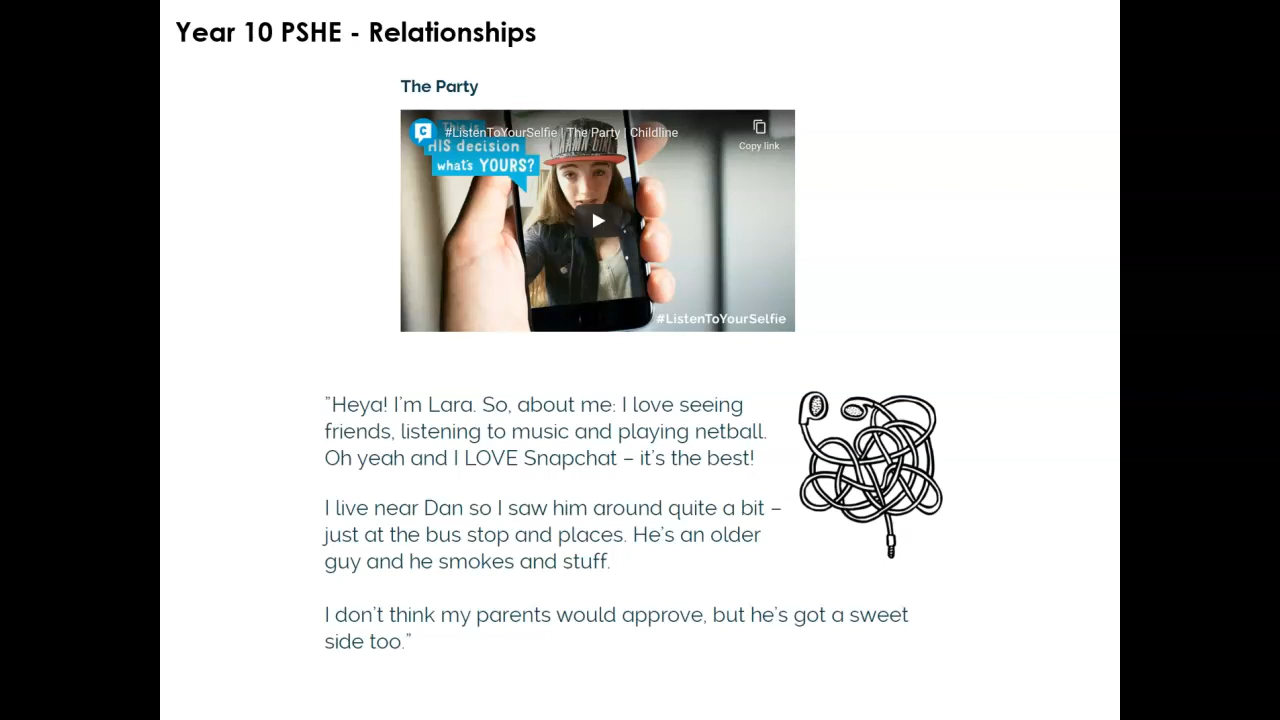 Year 10 PSHE - Relationships
The Party
#ListenToYourSelfie | The Party | Childline
This is
HIS decision
what's YOURS?
Copy link
#ListenToYourSelfie
"Heya! I'm Lara. So, about me: I love seeing
friends, listening to music and playing netball.
Oh yeah and I LOVE Snapchat – it's the best!
I live near Dan so I saw him around quite a bit –
just at the bus stop and places. He's an older
guy and he smokes and stuff.
I don't think my parents would approve, but he's got a sweet
side too."